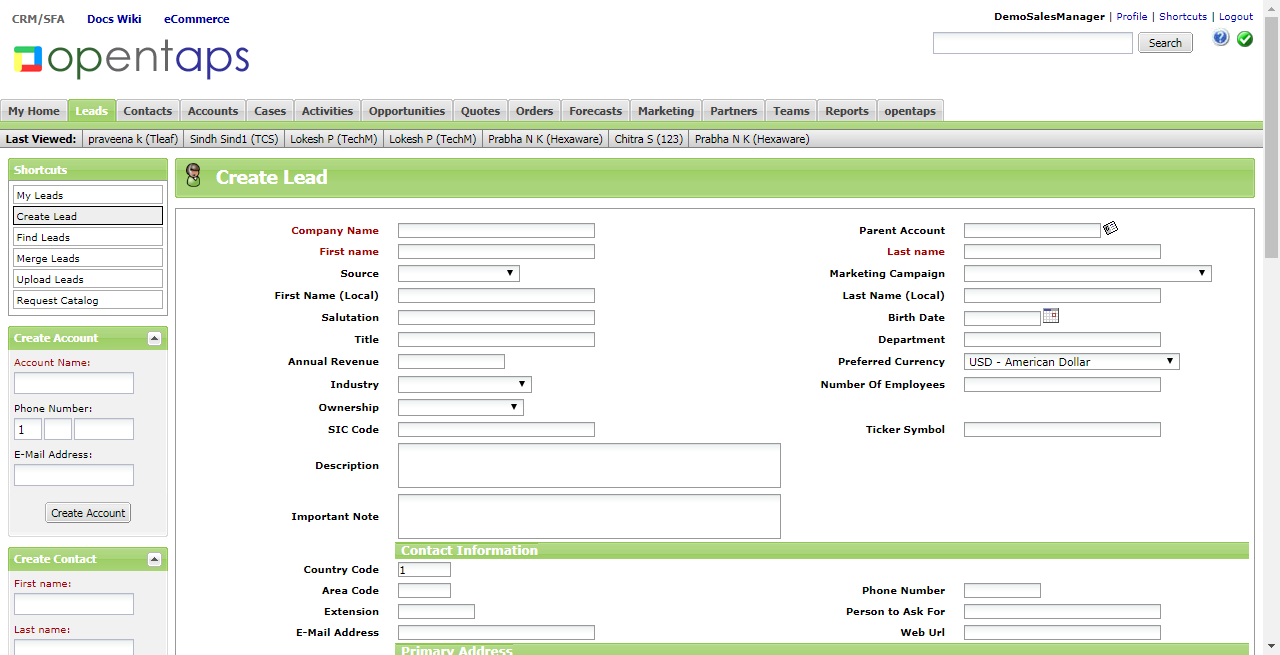 CRM/SFA Docs Wiki eCommerce
DemoSalesManager | Profile | Shortcuts | Logout
opentaps
Search
?
My Home Leads Contacts Accounts Cases Activities Opportunities Quotes Orders Forecasts Marketing Partners Teams Reports opentaps
Last Viewed: praveena k (Tleaf) Sindh Sind1 (TCS) Lokesh P (TechM) Lokesh P (TechM) Prabha N K (Hexaware) Chitra S (123) Prabha N K (Hexaware)
Shortcuts
My Leads
Create Lead
Find Leads
Merge Leads
Upload Leads
Request Catalog
Create Account
Account Name:
Phone Number:
1
E-Mail Address:
Create Account
Create Contact
First name:
Last name:
Create Lead
Company Name Parent Account
First name Last name
Source Marketing Campaign
First Name (Local) Last Name (Local)
Salutation Birth Date
Title Department
Annual Revenue Preferred Currency USD - American Dollar
Industry Number Of Employees
Ownership
SIC Code Ticker Symbol
Description
Important Note
Contact Information
Country Code 1
Area Code Phone Number
Extension Person to Ask For
E-Mail Address Web Url
Primary Address